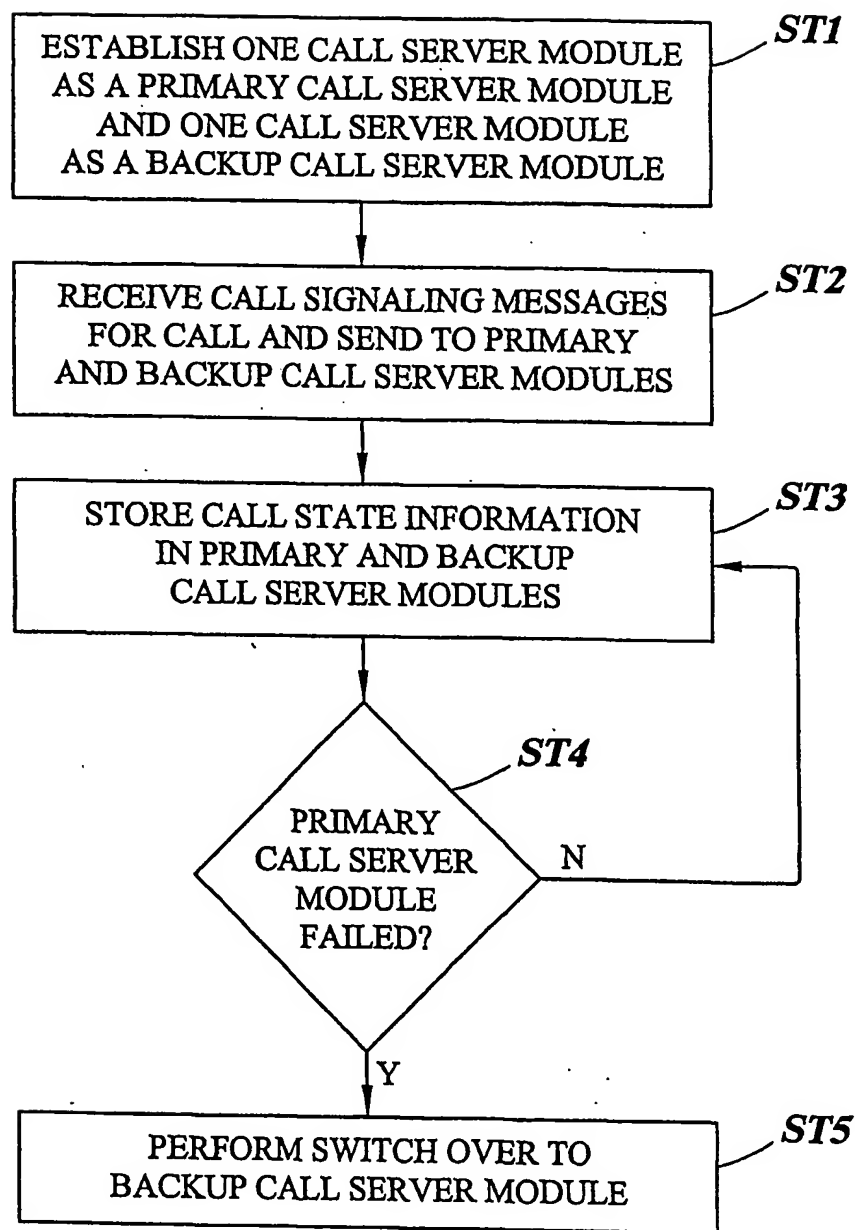 ESTABLISH ONE CALL SERVER MODULE
AS A PRIMARY CALL SERVER MODULE
AND ONE CALL SERVER MODULE
AS A BACKUP CALL SERVER MODULE
ST1
RECEIVE CALL SIGNALING MESSAGES
FOR CALL AND SEND TO PRIMARY
AND BACKUP CALL SERVER MODULES
ST2
STORE CALL STATE INFORMATION
IN PRIMARY AND BACKUP
CALL SERVER MODULES
ST3
PRIMARY
CALL SERVER
MODULE
FAILED?
ST4
N
Y
PERFORM SWITCH OVER TO
BACKUP CALL SERVER MODULE
ST5